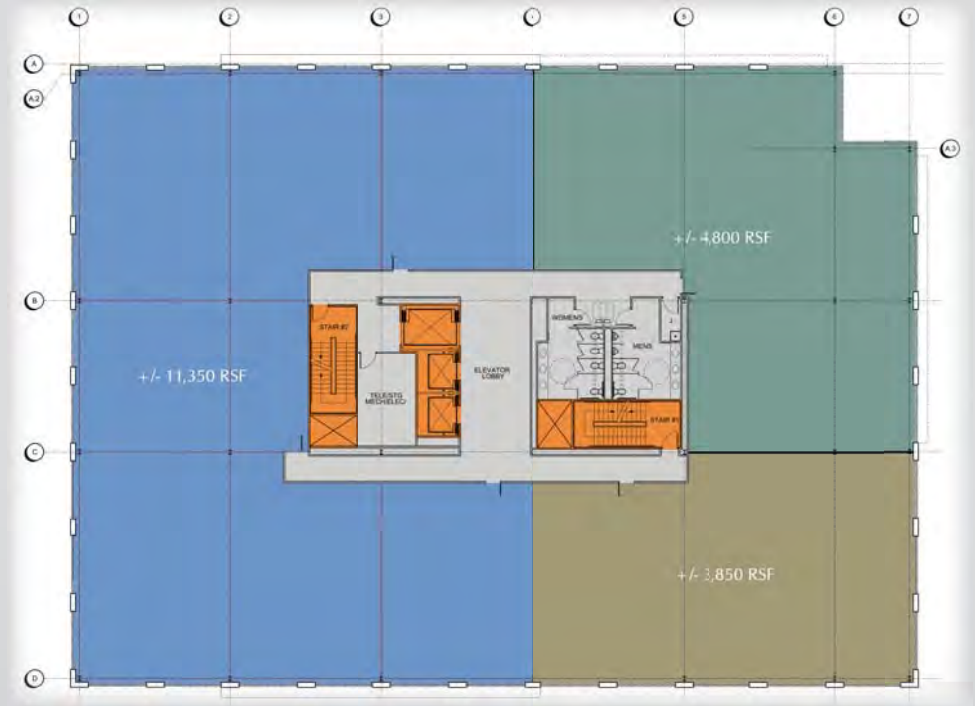 1 2 3 5 6 7
A
A.2
A.3
+/- 4,800 RSF
B
STAIR #2
WOMENS
J
MENS
+/- 11,350 RSF
ELEVATOR
LOBBY
TELE/STG
MECH/ELEC/
STAIR #1
C
+/- 3,850 RSF
D